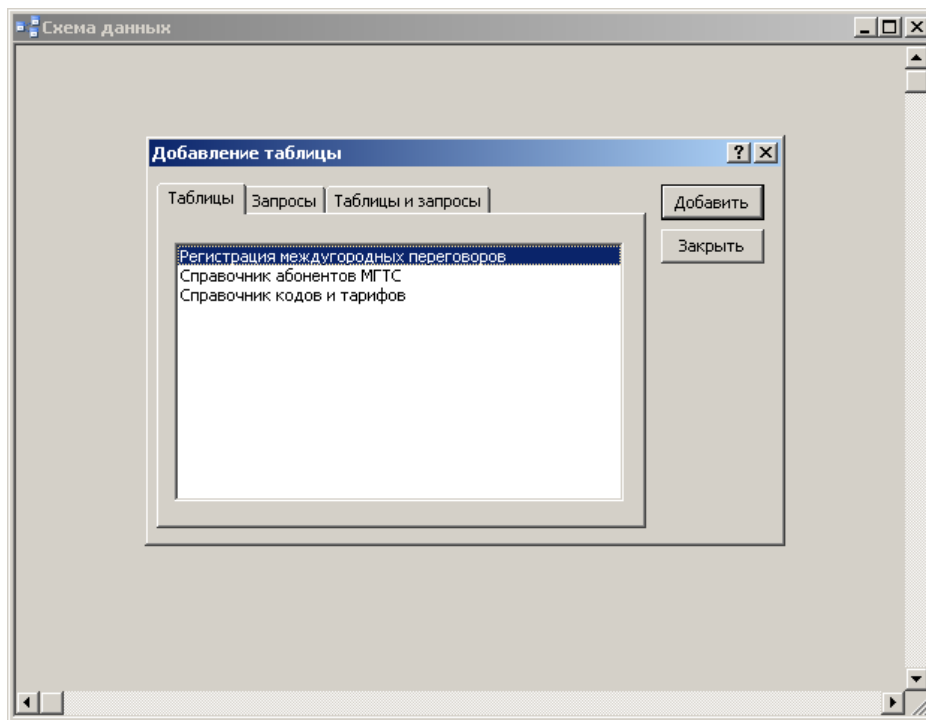 Схема данных
Добавление таблицы
Таблицы Запросы Таблицы и запросы
Добавить
Закрыть
Регистрация междугородных переговоров
Справочник абонентов МГТС
Справочник кодов и тарифов